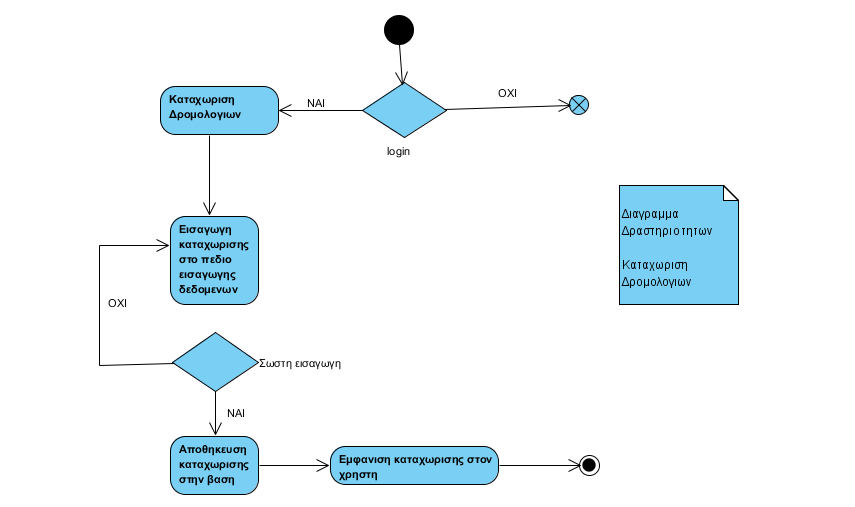 ΟΧΙ
ΝΑΙ
Καταχωριση
Δρομολογιων
login
Διαγραμμα
Δραστηριοτητων
Καταχωριση
Δρομολογιων
Εισαγωγη
καταχωρισης
στο πεδιο
εισαγωγης
δεδομενων
ΟΧΙ
Σωστη εισαγωγη
ΝΑΙ
Αποθηκευση
καταχωρισης
στην βαση
Εμφανιση καταχωρισης στον
χρηστη